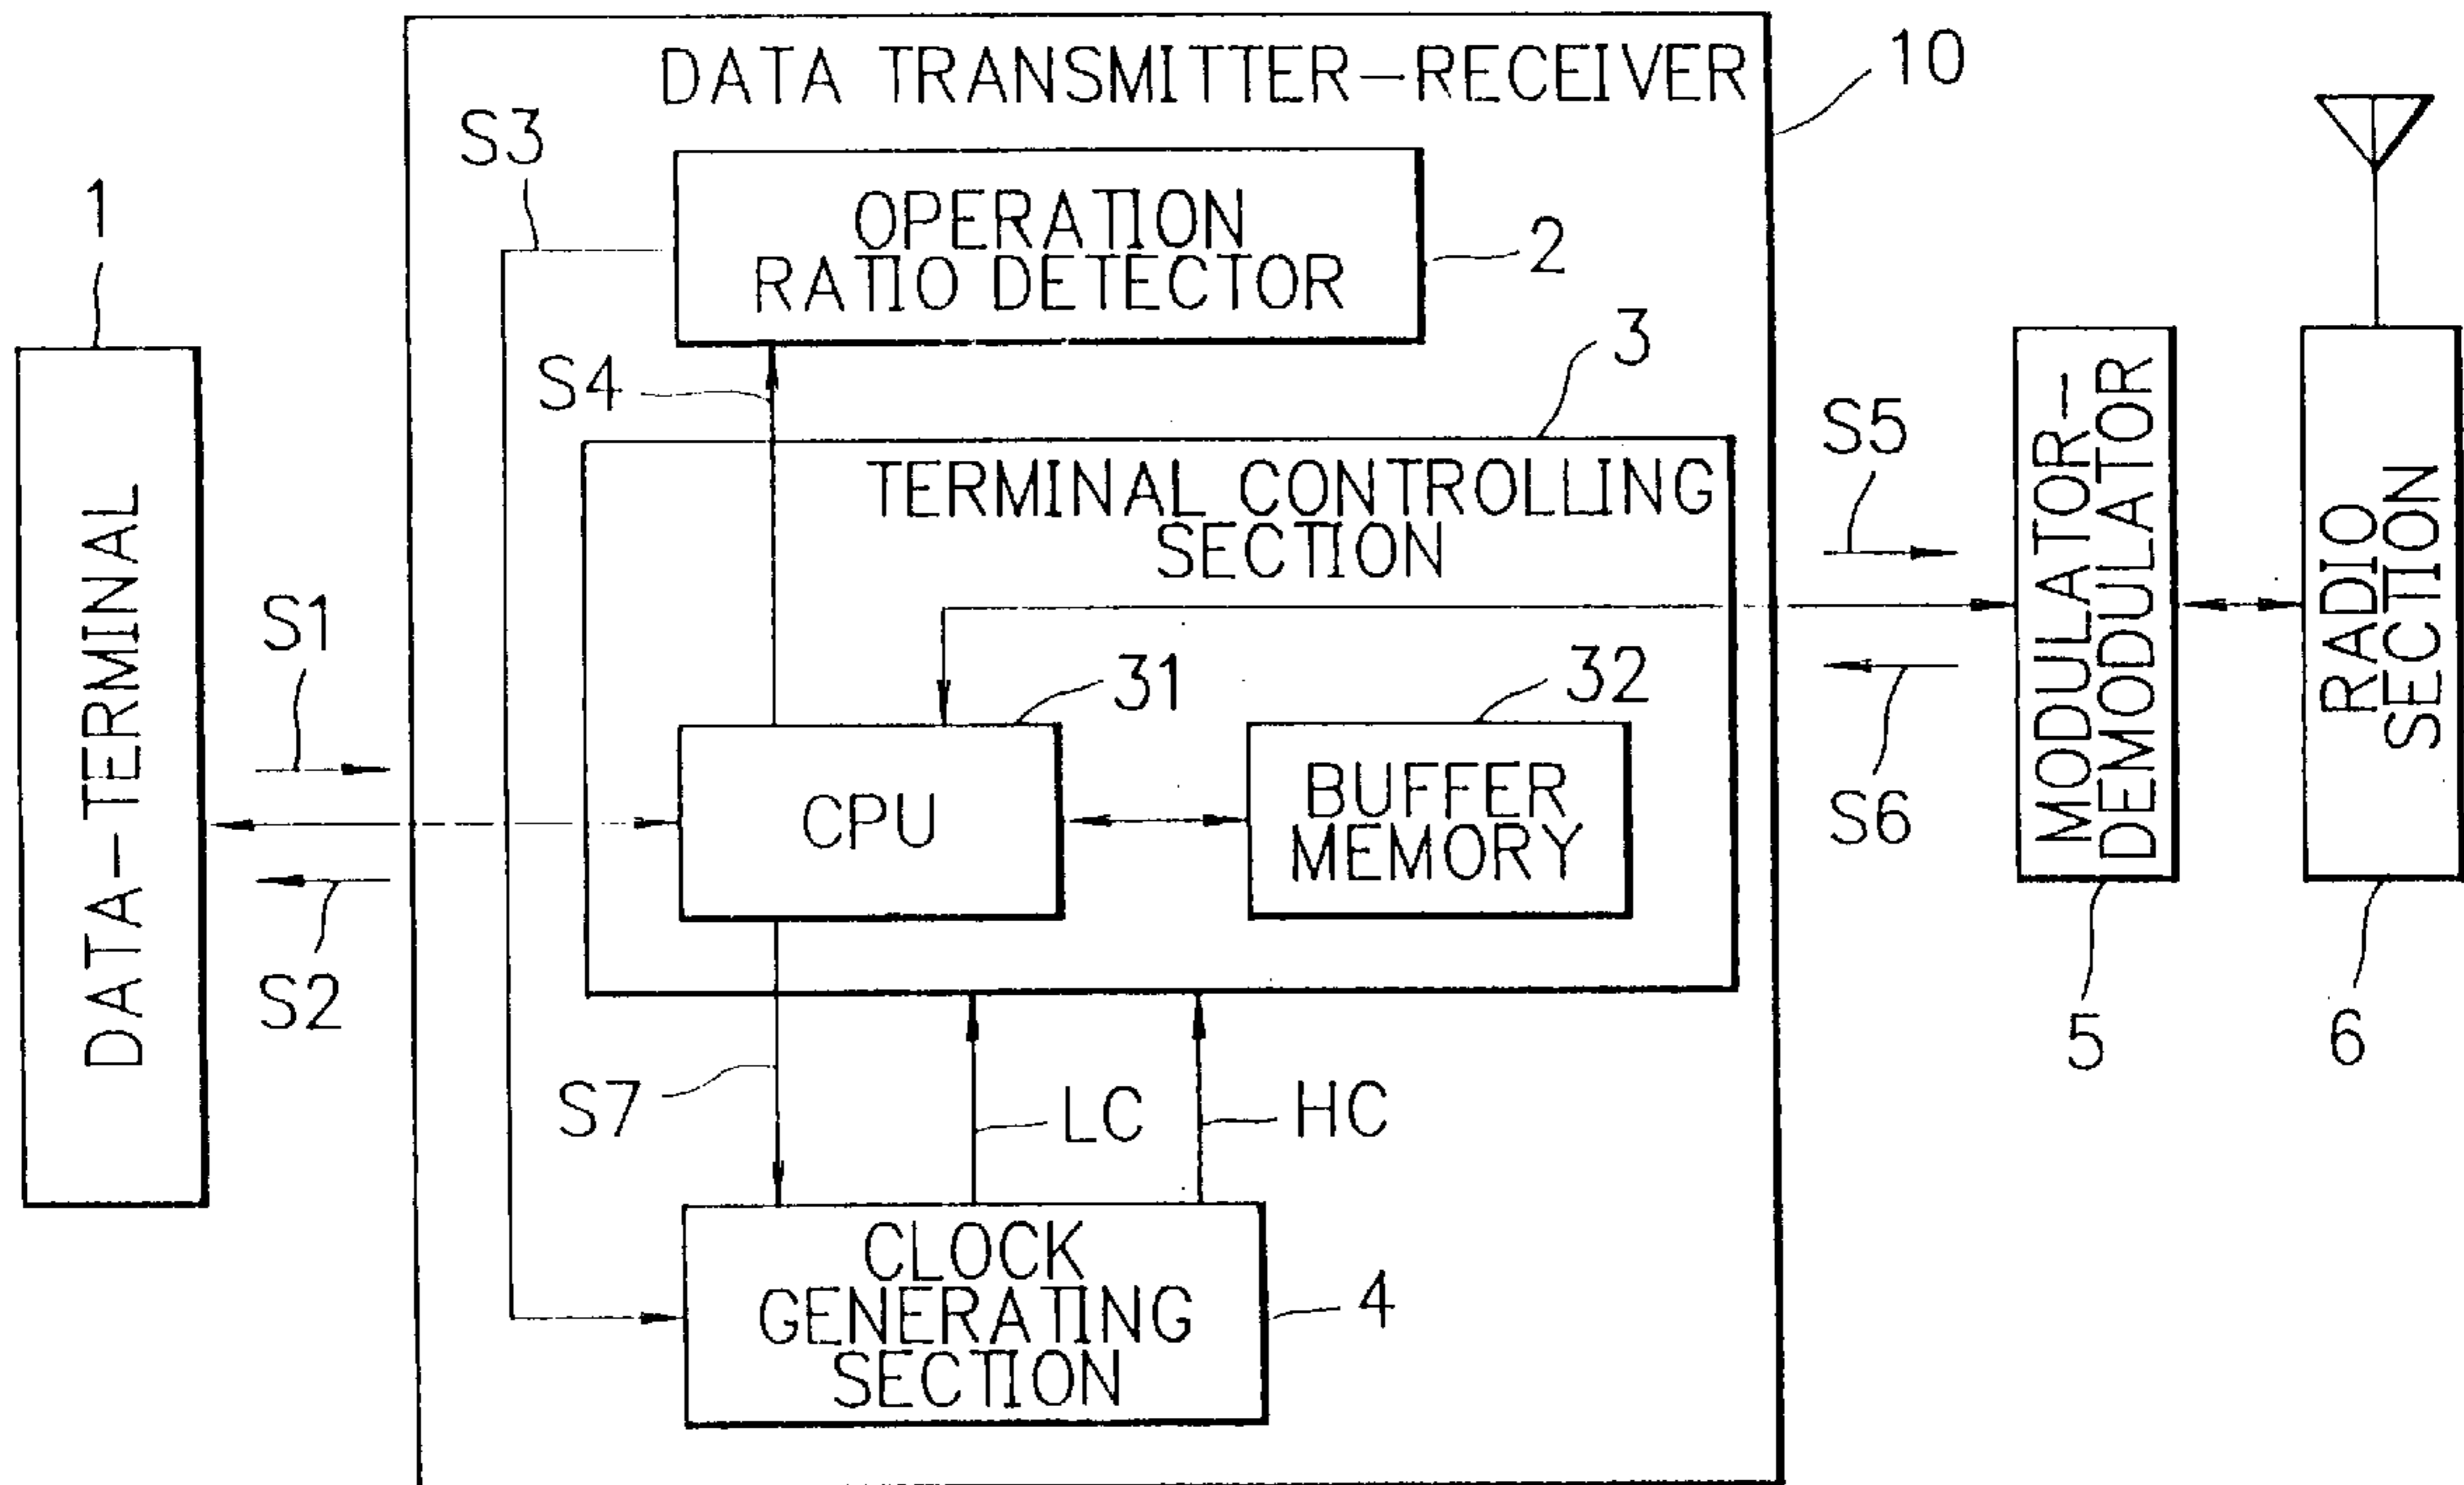 DATA TRANSMITTER-RECEIVER
10
S3
OPERATION
RATIO DETECTOR
2
1
S4
3
TERMINAL CONTROLLING
SECTION
DATA-TERMINAL
S1
S2
31
32
CPU
BUFFER
MEMORY
S5
S6
MODULATOR-
DEMODULATOR
5
RADIO
SECTION
6
S7
LC
HC
CLOCK
GENERATING
SECTION
4